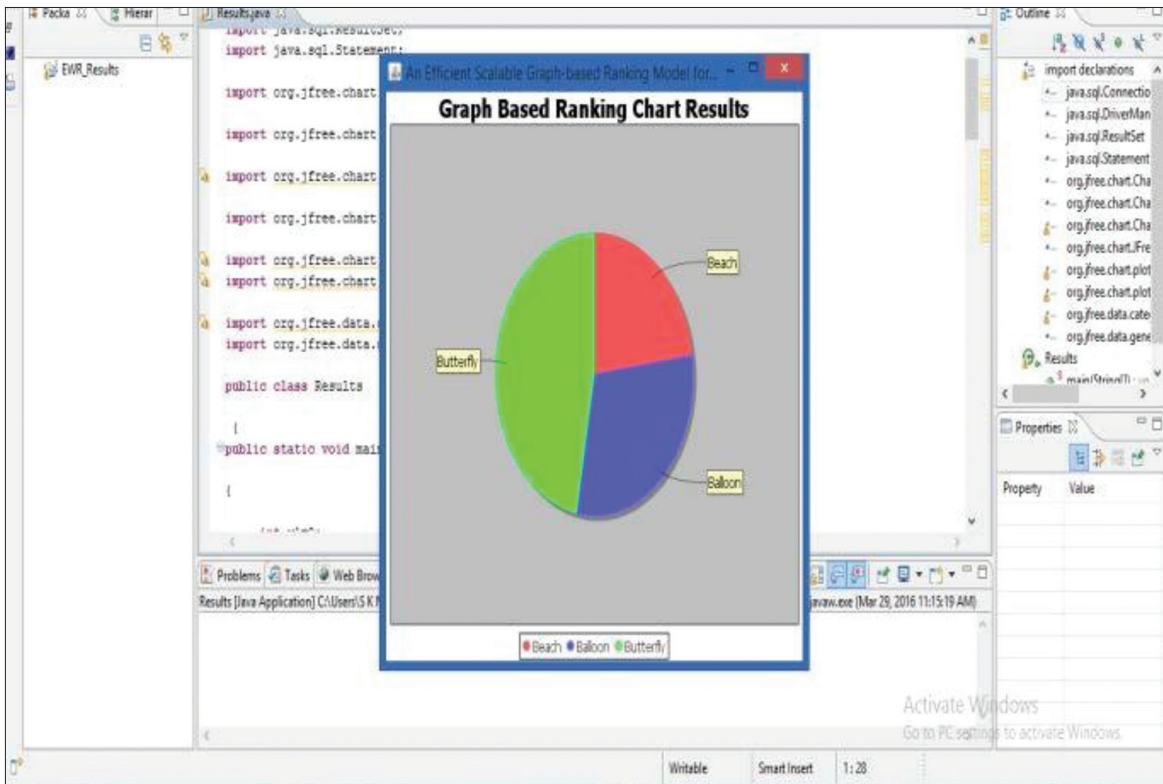 Packa
Hierar
Results.java
Outline
EWR_Results
import java.sql.ResultSet;
import java.sql.Statement;
import org.jfree.chart
import org.jfree.chart
import org.jfree.chart
import org.jfree.chart
import org.jfree.chart
import org.jfree.chart
import org.jfree.data.
import org.jfree.data.
public class Results
{
public static void mai
{
An Efficient Scalable Graph-based Ranking Model for...
Graph Based Ranking Chart Results
Beach
Butterfly
Balloon
Beach Balloon Butterfly
import declarations
java.sql.Connectio
java.sql.DriverMan
java.sql.ResultSet
java.sql.Statement
org.jfree.chart.Cha
org.jfree.chart.Cha
org.jfree.chart.Cha
org.jfree.chart.JFre
org.jfree.chart.plot
org.jfree.chart.plot
org.jfree.data.cate
org.jfree.data.gene
Results
main(String[]) :
Properties
Property Value
Problems Tasks Web Brow
Results [Java Application] C:\Users\S K
javaw.exe (Mar 29, 2016 11:15:19 AM)
Activate Windows
Go to PC settings to activate Windows.
Writable Smart Insert 1:28